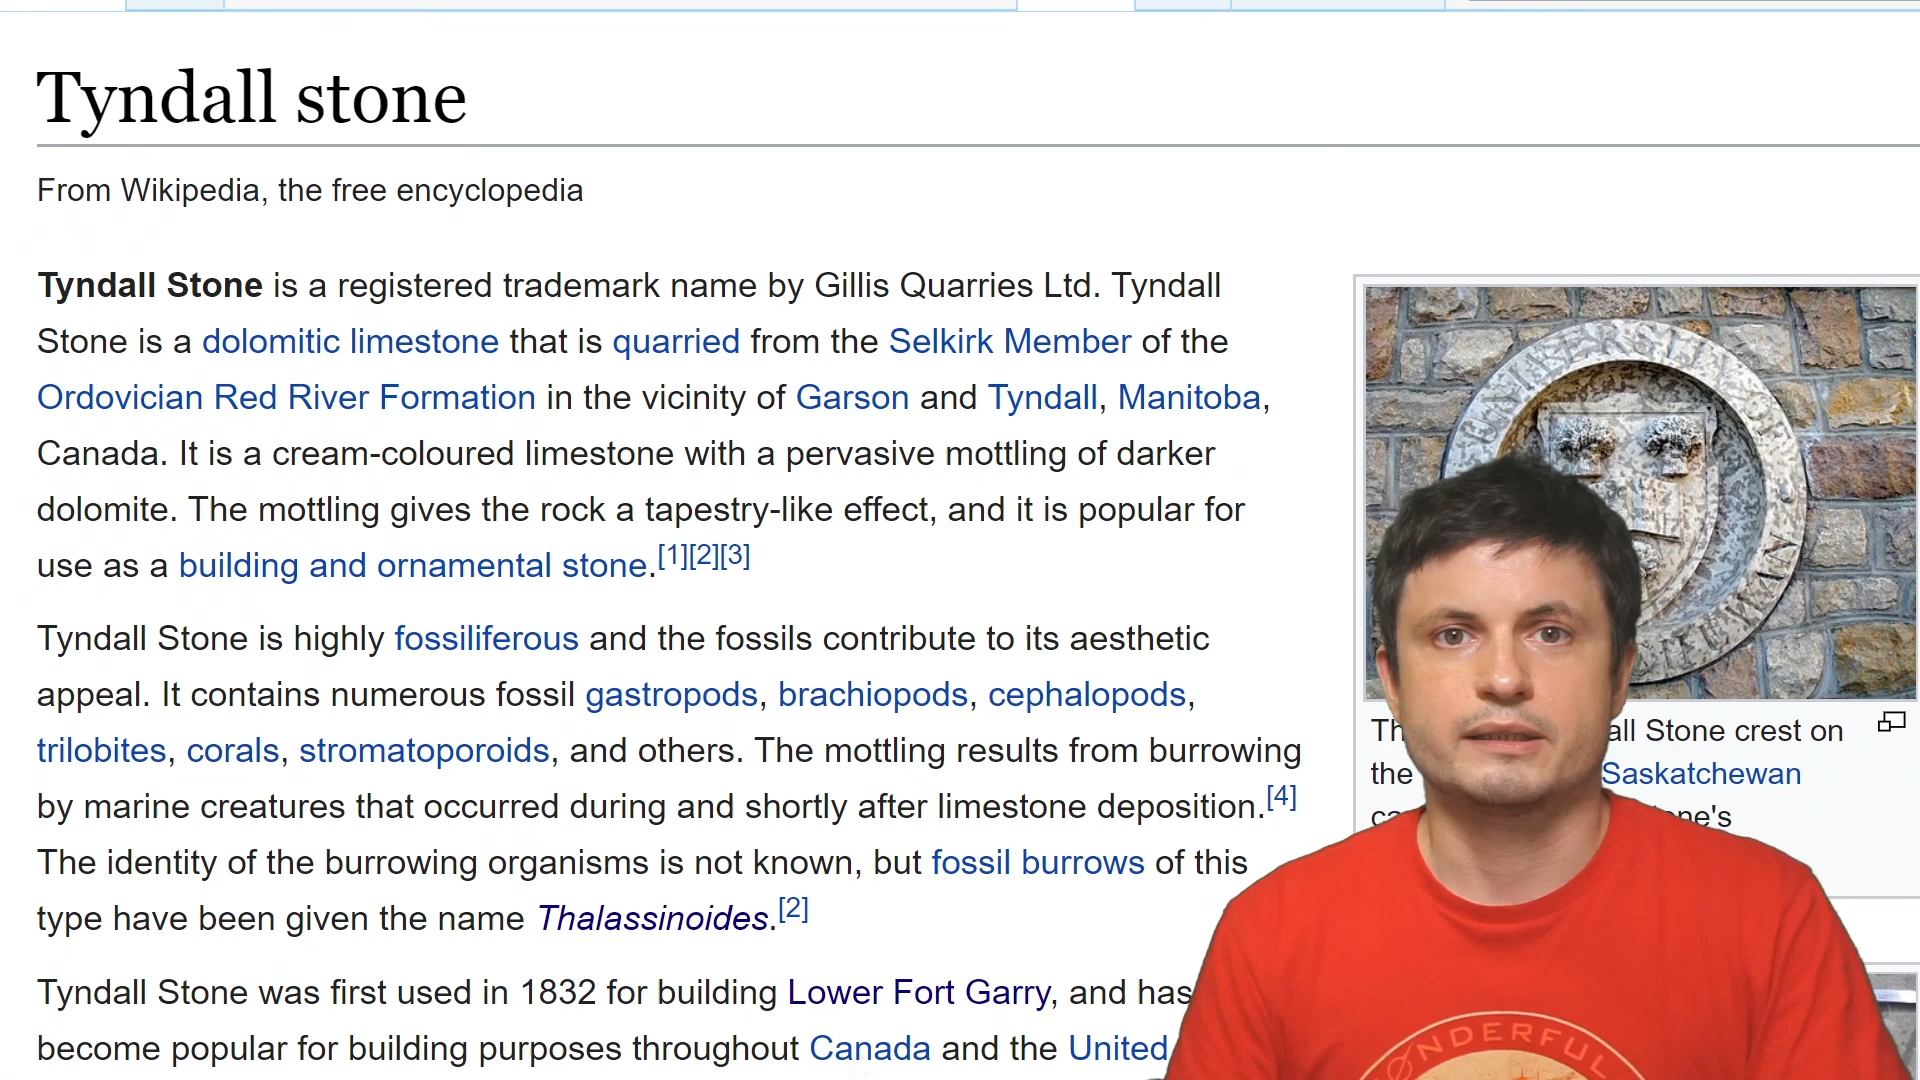 Tyndall stone
From Wikipedia, the free encyclopedia
Tyndall Stone is a registered trademark name by Gillis Quarries Ltd. Tyndall
Stone is a dolomitic limestone that is quarried from the Selkirk Member of the
Ordovician Red River Formation in the vicinity of Garson and Tyndall, Manitoba,
Canada. It is a cream-coloured limestone with a pervasive mottling of darker
dolomite. The mottling gives the rock a tapestry-like effect, and it is popular for
use as a building and ornamental stone.[1][2][3]
Tyndall Stone is highly fossiliferous and the fossils contribute to its aesthetic
appeal. It contains numerous fossil gastropods, brachiopods, cephalopods,
trilobites, corals, stromatoporoids, and others. The mottling results from burrowing
by marine creatures that occurred during and shortly after limestone deposition.[4]
The identity of the burrowing organisms is not known, but fossil burrows of this
type have been given the name Thalassinoides.[2]
Tyndall Stone was first used in 1832 for building Lower Fort Garry, and has
become popular for building purposes throughout Canada and the United
Stone crest on
the Saskatchewan